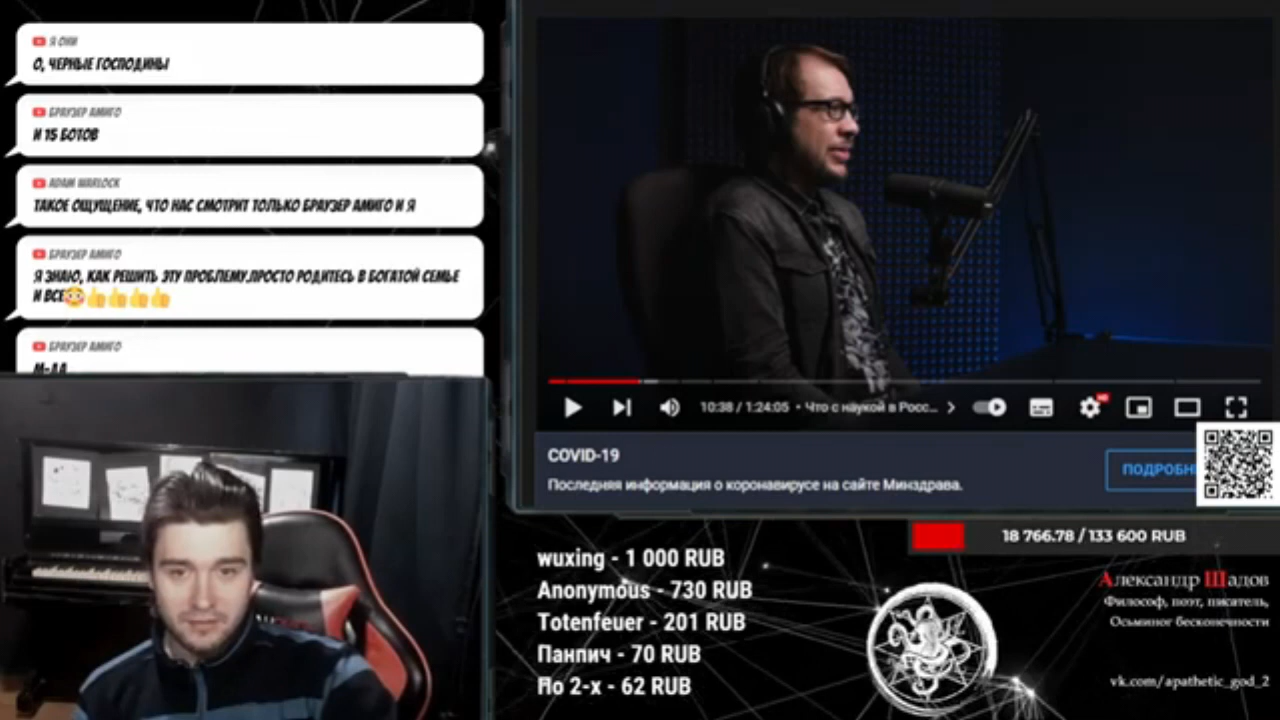 Я ОНИ
О, ЧЕРНЫЕ ГОСПОДИНЫ
БРАУЗЕР АМИГО
И 15 БОТОВ
ADAM WARLOCK
ТАКОЕ ОЩУЩЕНИЕ, ЧТО НАС СМОТРИТ ТОЛЬКО БРАУЗЕР АМИГО И Я
БРАУЗЕР АМИГО
Я ЗНАЮ, КАК РЕШИТЬ ЭТУ ПРОБЛЕМУ.ПРОСТО РОДИТЕСЬ В БОГАТОЙ СЕМЬЕ
И ВСЕ😳👍👍👍👍
БРАУЗЕР АМИГО
М-ДА
10:38 / 1:24:05 • Что с наукой в Росс...
HD
COVID-19
Последняя информация о коронавирусе на сайте Минздрава.
ПОДРОБН
18 766.78 / 133 600 RUB
wuxing - 1 000 RUB
Anonymous - 730 RUB
Totenfeuer - 201 RUB
Панпич - 70 RUB
По 2-х - 62 RUB
Александр Шадов
Философ, поэт, писатель,
Осьминог бесконечности
vk.com/apathetic_god_2